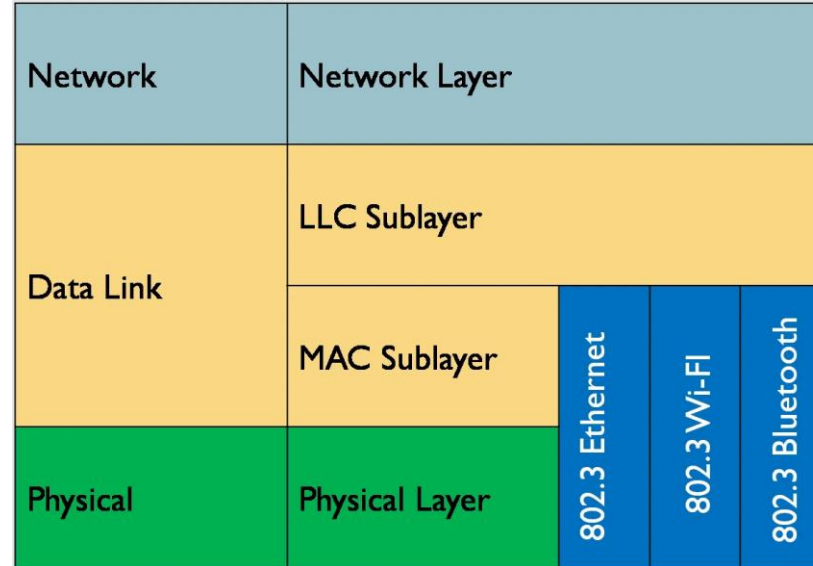 Network
Network Layer
LLC Sublayer
Data Link
MAC Sublayer
802.3 Ethernet
802.3 Wi-FI
802.3 Bluetooth
Physical
Physical Layer